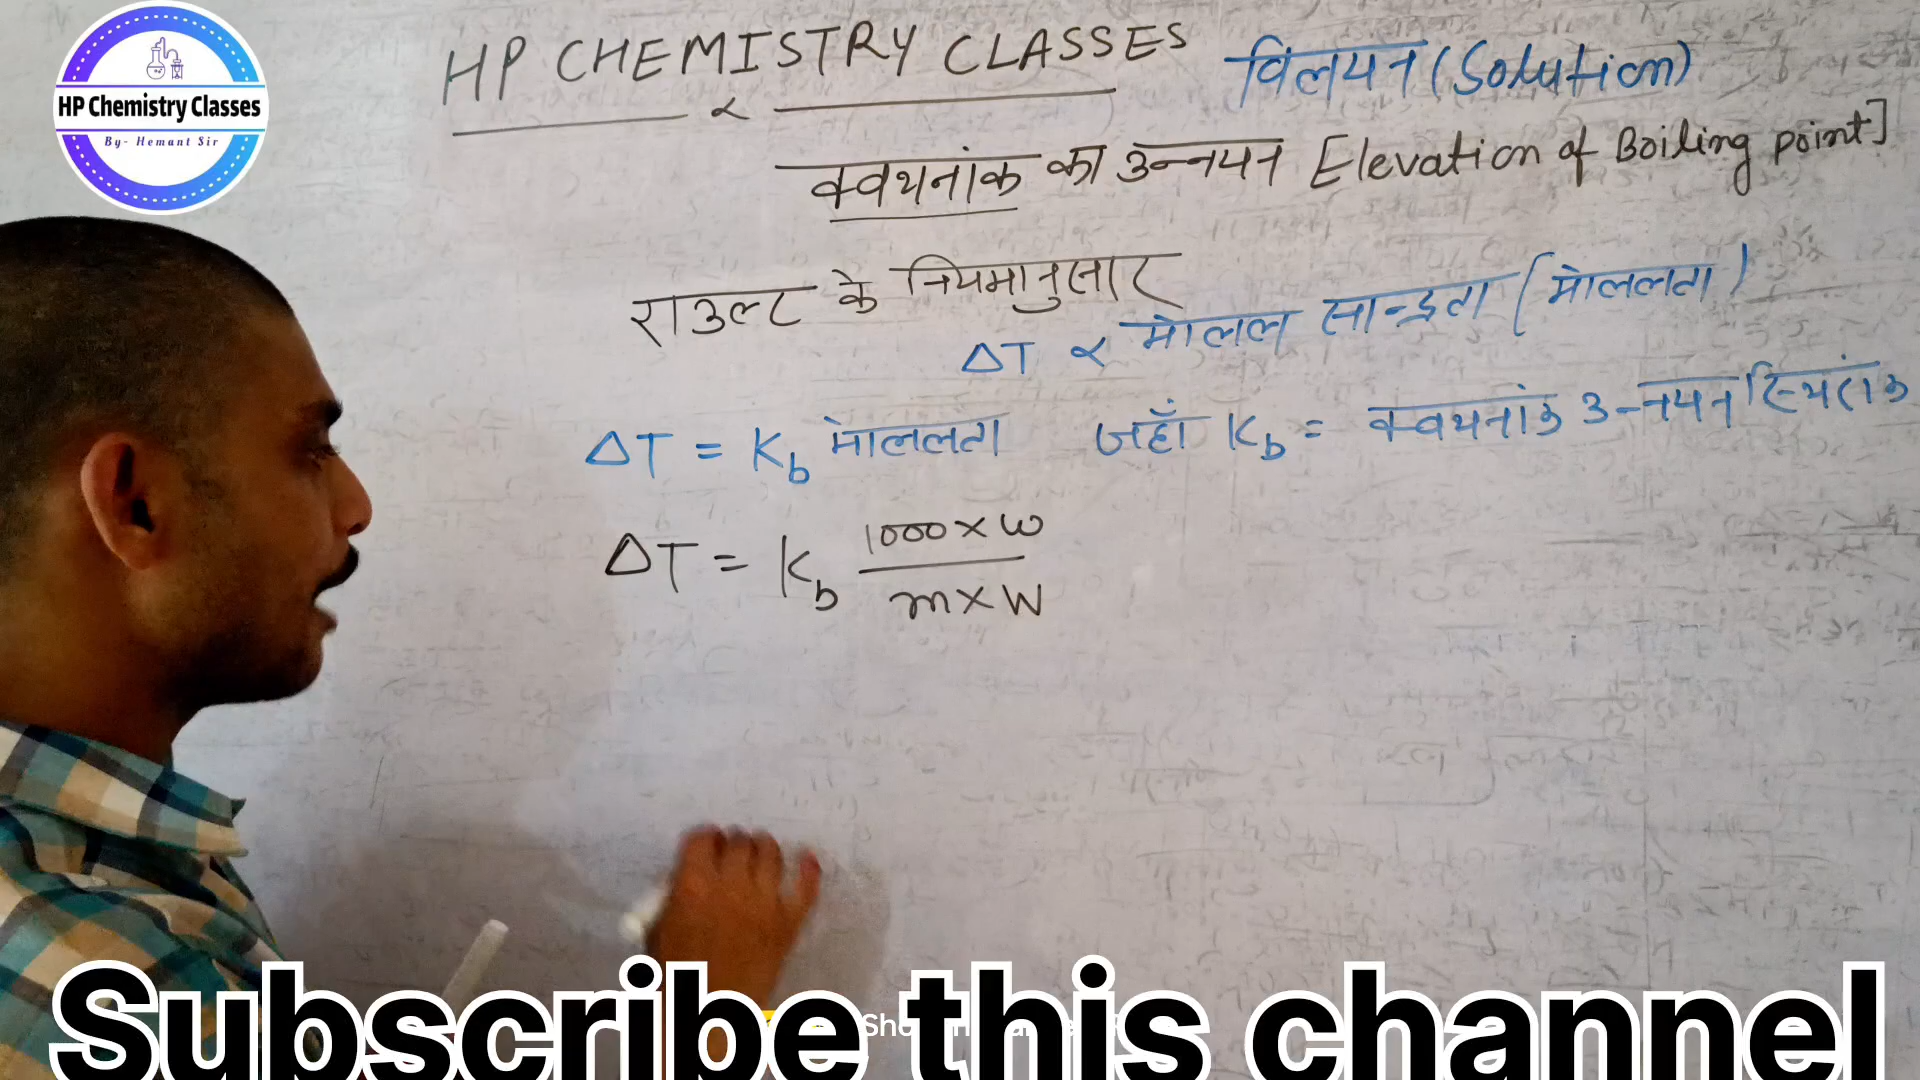 HP Chemistry Classes
By- Hemant Sir
HP CHEMISTRY CLASSES
विलयन (Solution)
क्वथनांक का उन्नयन [Elevation of Boiling point]
राउल्ट के नियमानुसार
ΔT ∝ मोलल सान्द्रता (मोललता)
ΔT = Kb मोललता जहाँ Kb = क्वथनांक उन्नयन स्थिरांक
ΔT = Kb 1000 × w / m × W
Subscribe this channel